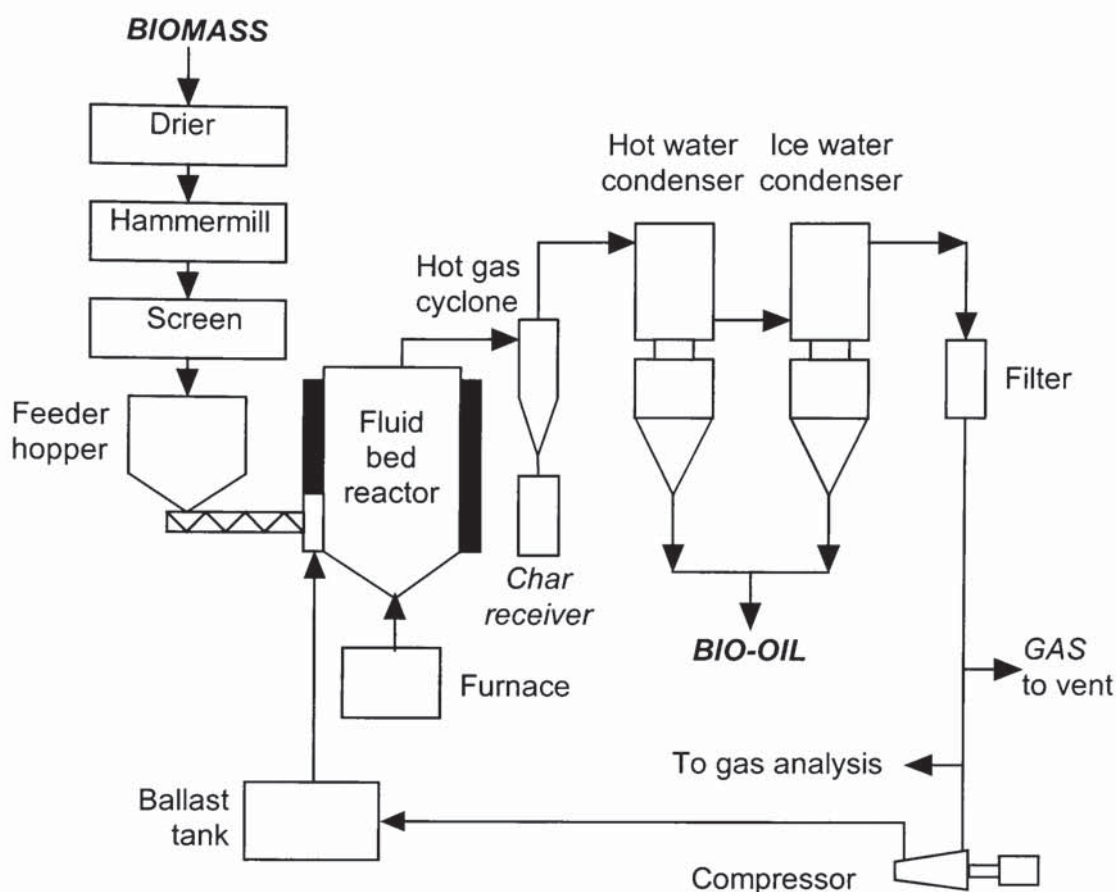 BIOMASS
Drier
Hammermill
Screen
Feeder
hopper
Fluid
bed
reactor
Hot gas
cyclone
Char
receiver
Furnace
Hot water
condenser
Ice water
condenser
Filter
BIO-OIL
GAS
to vent
To gas analysis
Ballast
tank
Compressor